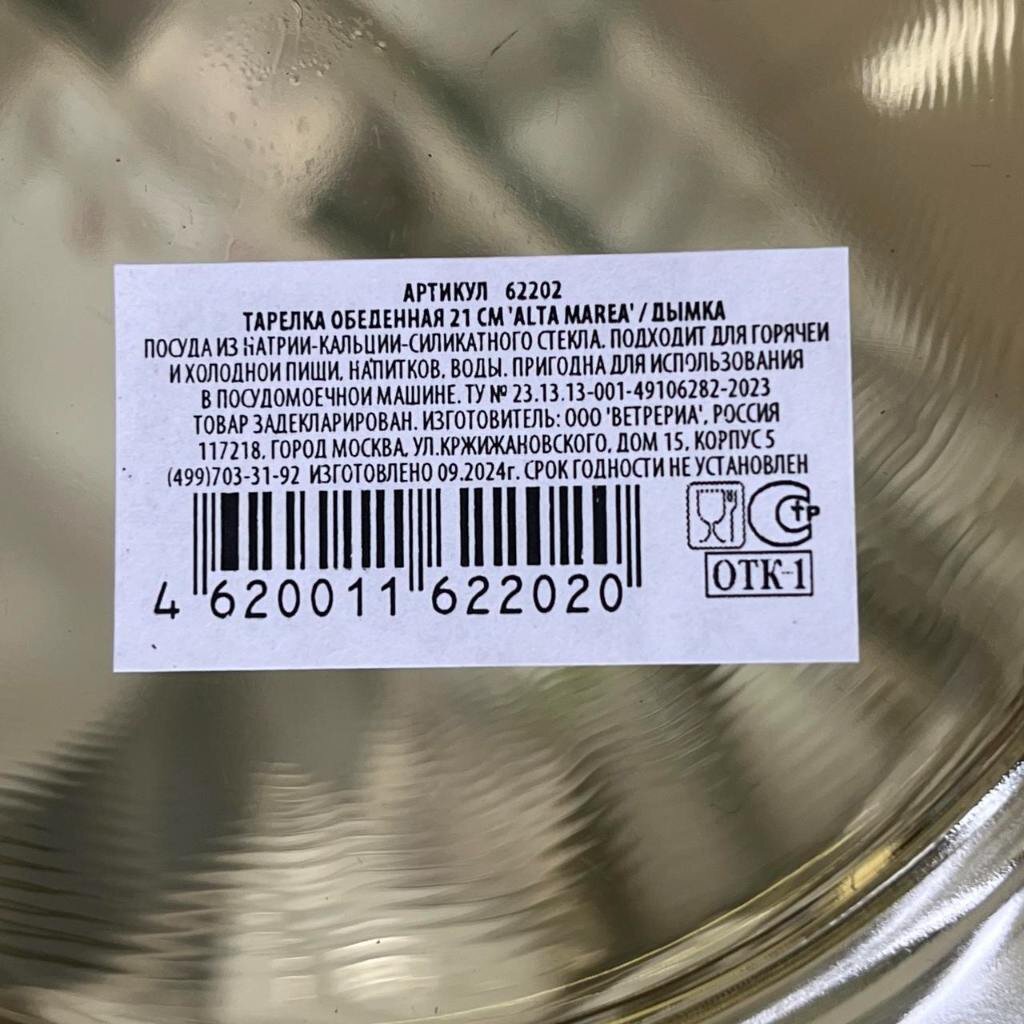 АРТИКУЛ 62202
ТАРЕЛКА ОБЕДЕННАЯ 21 СМ 'ALTA MAREA' / ДЫМКА
ПОСУДА ИЗ НАТРИЙ-КАЛЬЦИЙ-СИЛИКАТНОГО СТЕКЛА. ПОДХОДИТ ДЛЯ ГОРЯЧЕЙ
И ХОЛОДНОЙ ПИЩИ, НАПИТКОВ, ВОДЫ. ПРИГОДНА ДЛЯ ИСПОЛЬЗОВАНИЯ
В ПОСУДОМОЕЧНОЙ МАШИНЕ. ТУ № 23.13.13-001-49106282-2023
ТОВАР ЗАДЕКЛАРИРОВАН. ИЗГОТОВИТЕЛЬ: ООО 'ВЕТРЕРИА', РОССИЯ
117218, ГОРОД МОСКВА, УЛ.КРЖИЖАНОВСКОГО, ДОМ 15, КОРПУС 5
(499)703-31-92 ИЗГОТОВЛЕНО 09.2024г. СРОК ГОДНОСТИ НЕ УСТАНОВЛЕН
СТР
ОТК-1
4 620011 622020